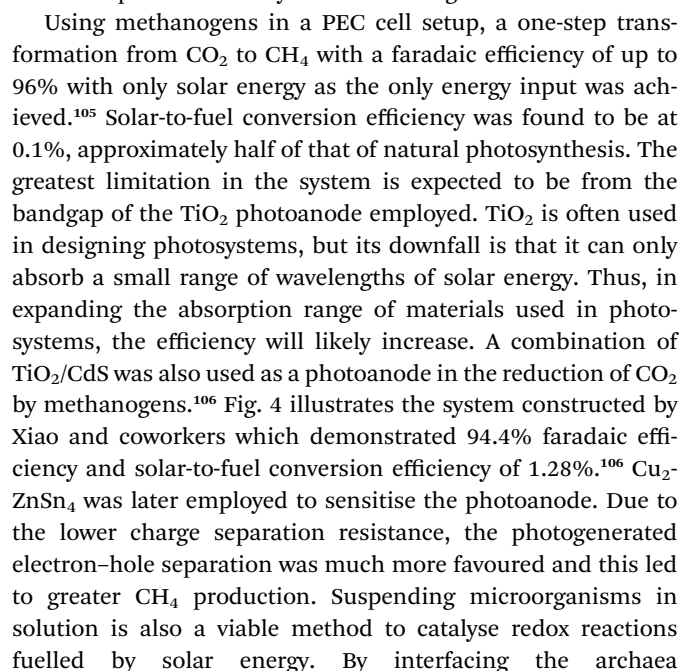 Using methanogens in a PEC cell setup, a one-step trans-
formation from CO₂ to CH₄ with a faradaic efficiency of up to
96% with only solar energy as the only energy input was ach-
ieved.¹⁰⁵ Solar-to-fuel conversion efficiency was found to be at
0.1%, approximately half of that of natural photosynthesis. The
greatest limitation in the system is expected to be from the
bandgap of the TiO₂ photoanode employed. TiO₂ is often used
in designing photosystems, but its downfall is that it can only
absorb a small range of wavelengths of solar energy. Thus, in
expanding the absorption range of materials used in photo-
systems, the efficiency will likely increase. A combination of
TiO₂/CdS was also used as a photoanode in the reduction of CO₂
by methanogens.¹⁰⁶ Fig. 4 illustrates the system constructed by
Xiao and coworkers which demonstrated 94.4% faradaic effi-
ciency and solar-to-fuel conversion efficiency of 1.28%.¹⁰⁶ Cu₂-
ZnSn₄ was later employed to sensitise the photoanode. Due to
the lower charge separation resistance, the photogenerated
electron–hole separation was much more favoured and this led
to greater CH₄ production. Suspending microorganisms in
solution is also a viable method to catalyse redox reactions
fuelled by solar energy. By interfacing the archaea